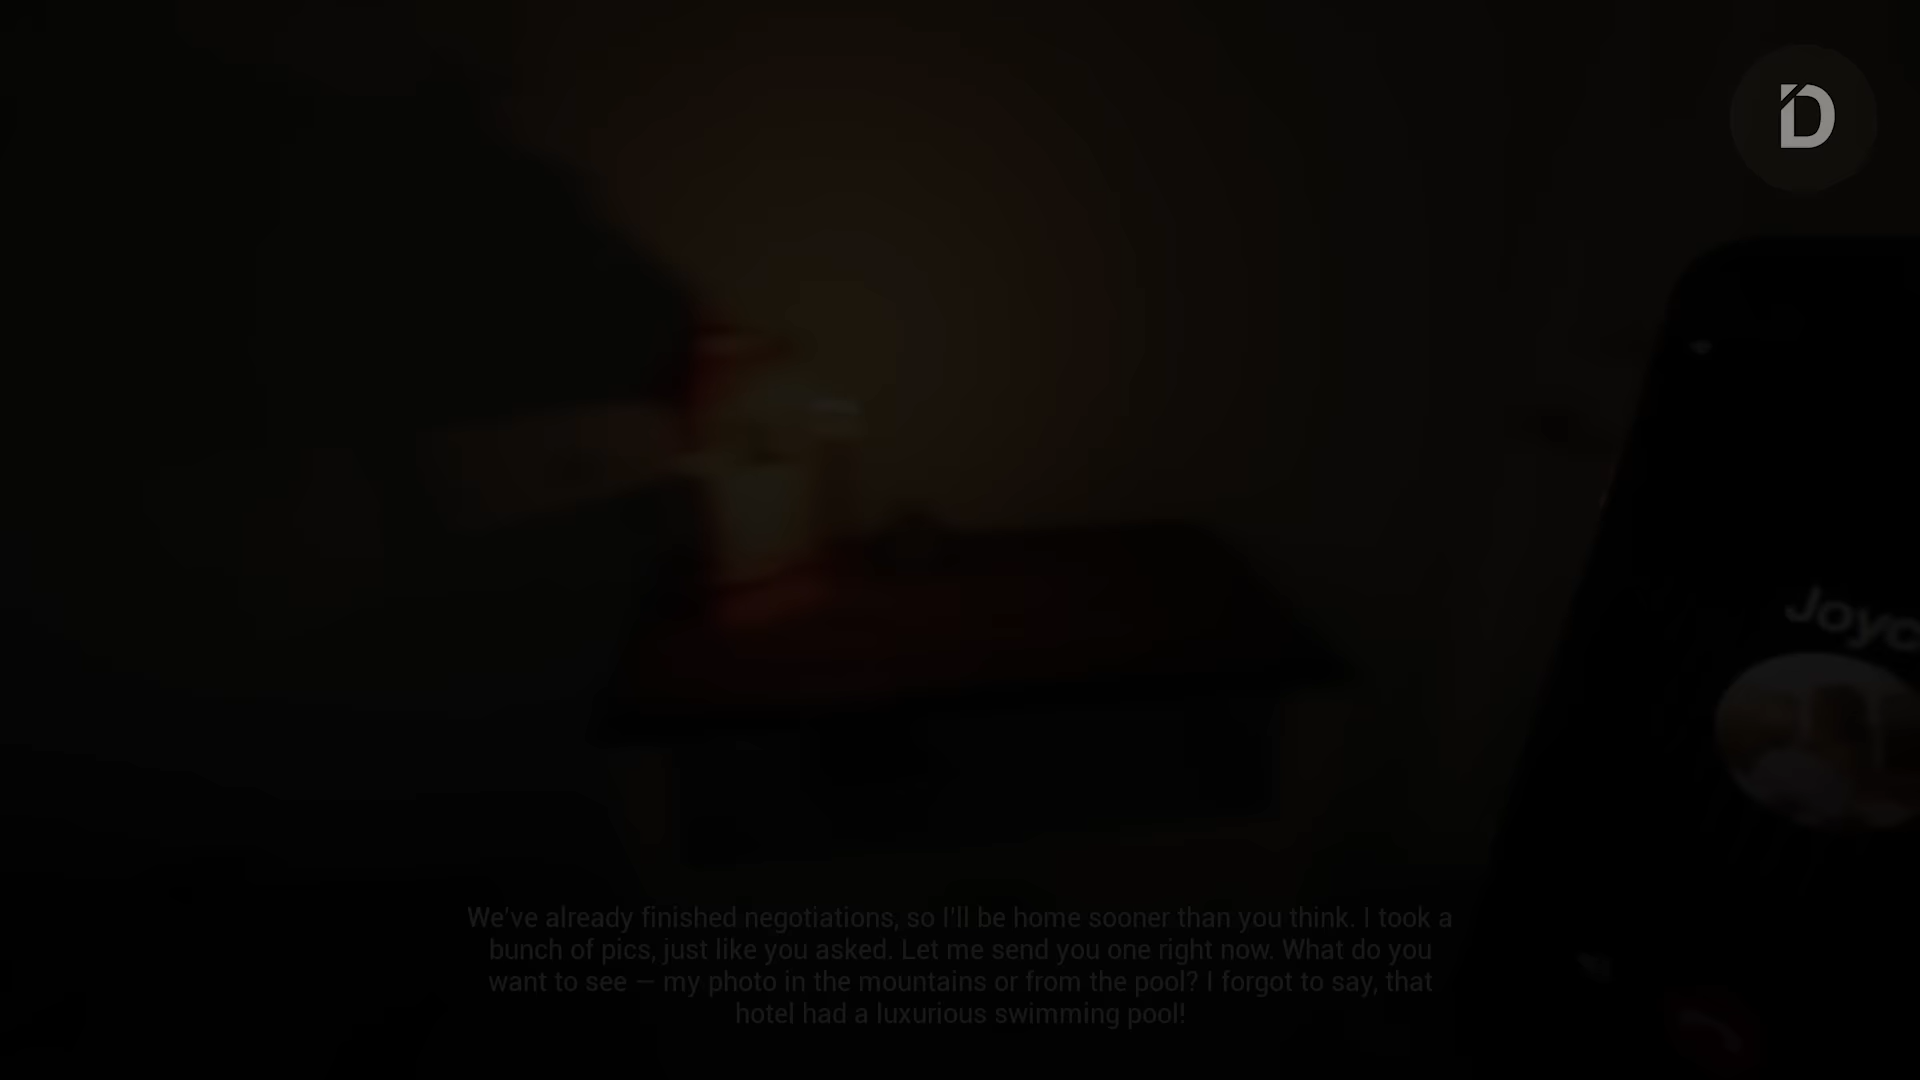 D
Joyc
We've already finished negotiations, so I'll be home sooner than you think. I took a
bunch of pics, just like you asked. Let me send you one right now. What do you
want to see — my photo in the mountains or from the pool? I forgot to say, that
hotel had a luxurious swimming pool!